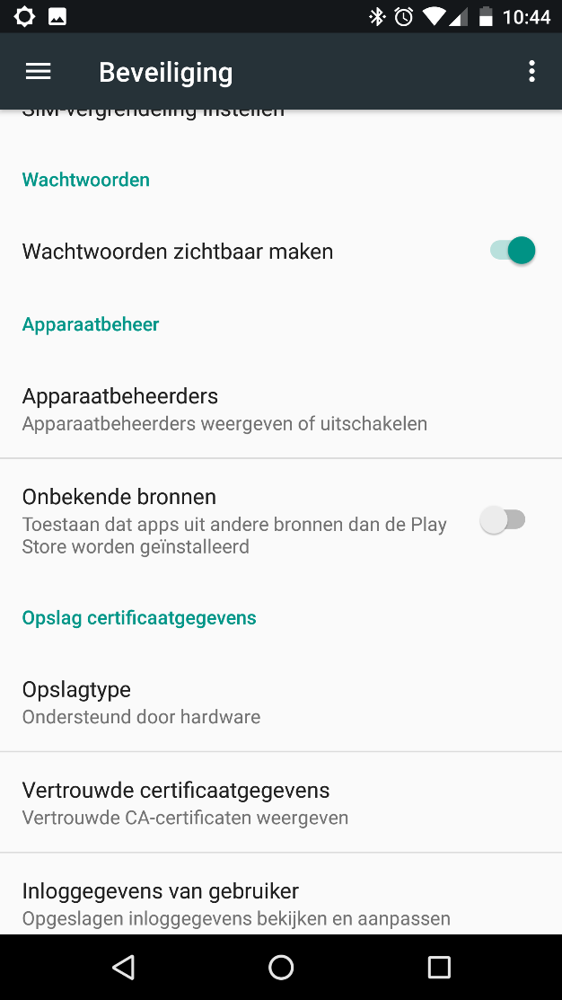 10:44
Beveiliging
SIM-vergrendeling instellen
Wachtwoorden
Wachtwoorden zichtbaar maken
Apparaatbeheer
Apparaatbeheerders
Apparaatbeheerders weergeven of uitschakelen
Onbekende bronnen
Toestaan dat apps uit andere bronnen dan de Play
Store worden geïnstalleerd
Opslag certificaatgegevens
Opslagtype
Ondersteund door hardware
Vertrouwde certificaatgegevens
Vertrouwde CA-certificaten weergeven
Inloggegevens van gebruiker
Opgeslagen inloggegevens bekijken en aanpassen